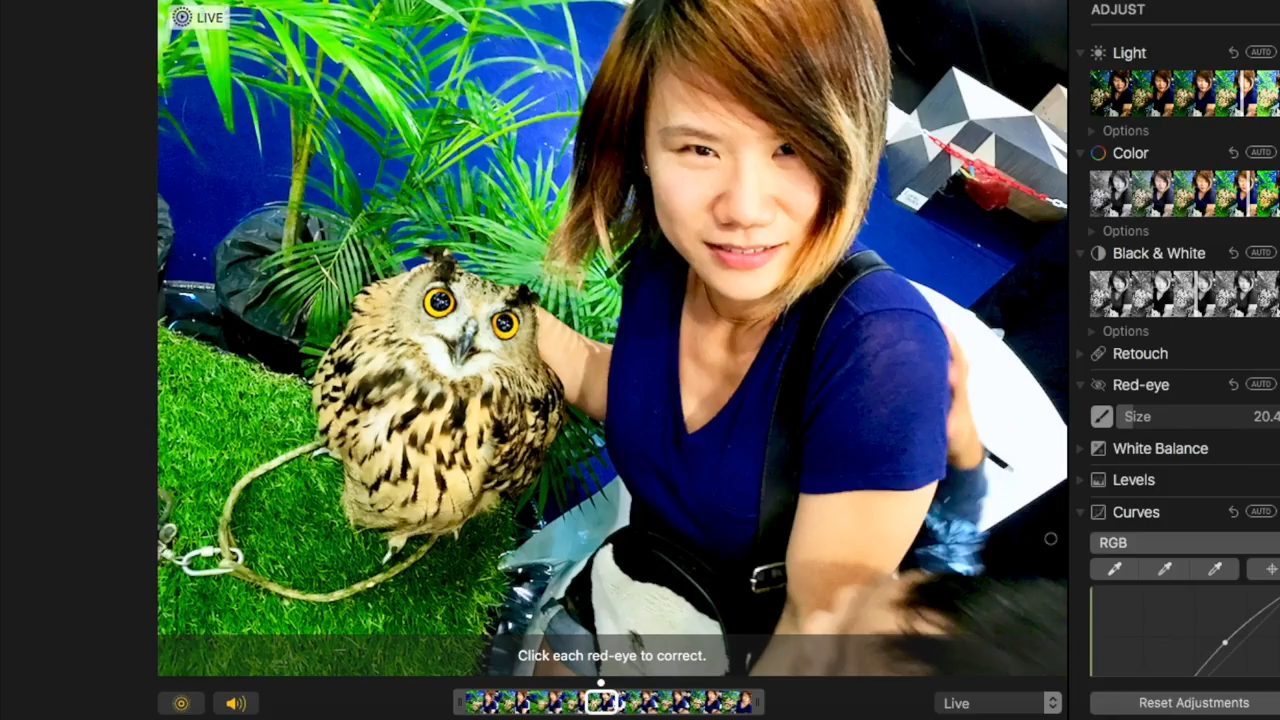 LIVE
ADJUST
Light
AUTO
Options
Color
AUTO
Options
Black & White
AUTO
Options
Retouch
Red-eye
AUTO
Size
20.4
White Balance
Levels
Curves
AUTO
RGB
Click each red-eye to correct.
Live
Reset Adjustments